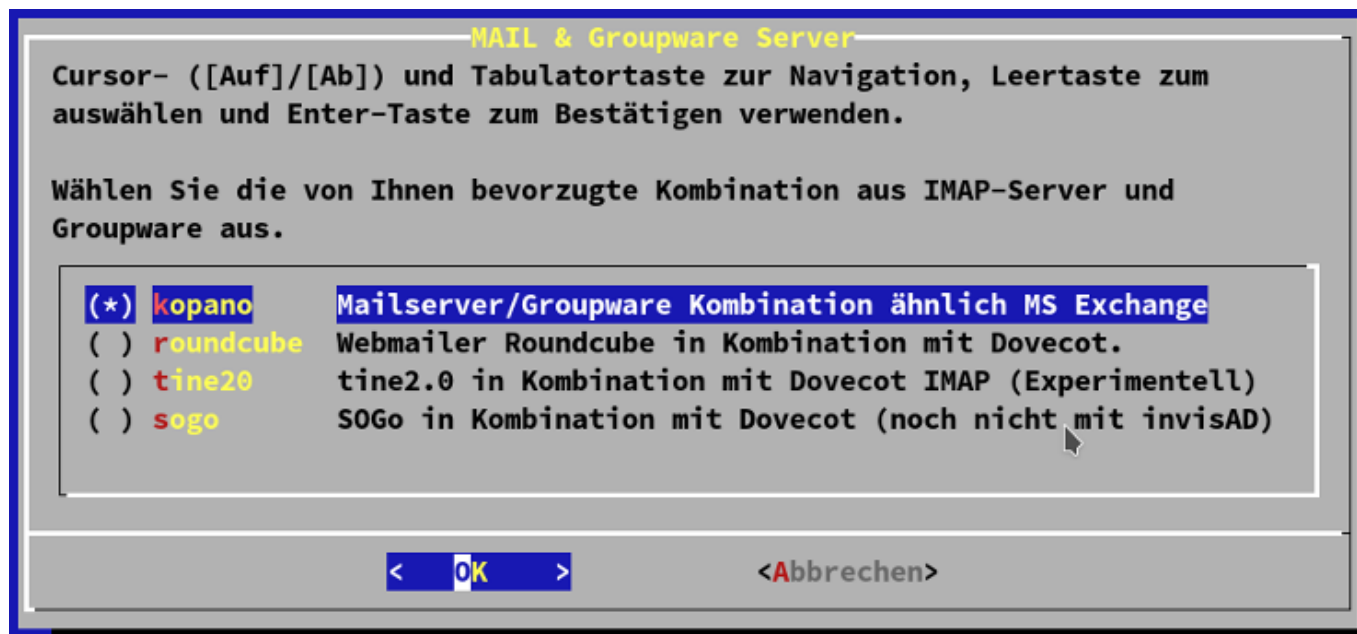 MAIL & Groupware Server
Cursor- ([Auf]/[Ab]) und Tabulatortaste zur Navigation, Leertaste zum
auswählen und Enter-Taste zum Bestätigen verwenden.
Wählen Sie die von Ihnen bevorzugte Kombination aus IMAP-Server und
Groupware aus.
(*) kopano Mailserver/Groupware Kombination ähnlich MS Exchange
( ) roundcube Webmailer Roundcube in Kombination mit Dovecot.
( ) tine20 tine2.0 in Kombination mit Dovecot IMAP (Experimentell)
( ) sogo SOGo in Kombination mit Dovecot (noch nicht mit invisAD)
< OK > <Abbrechen>